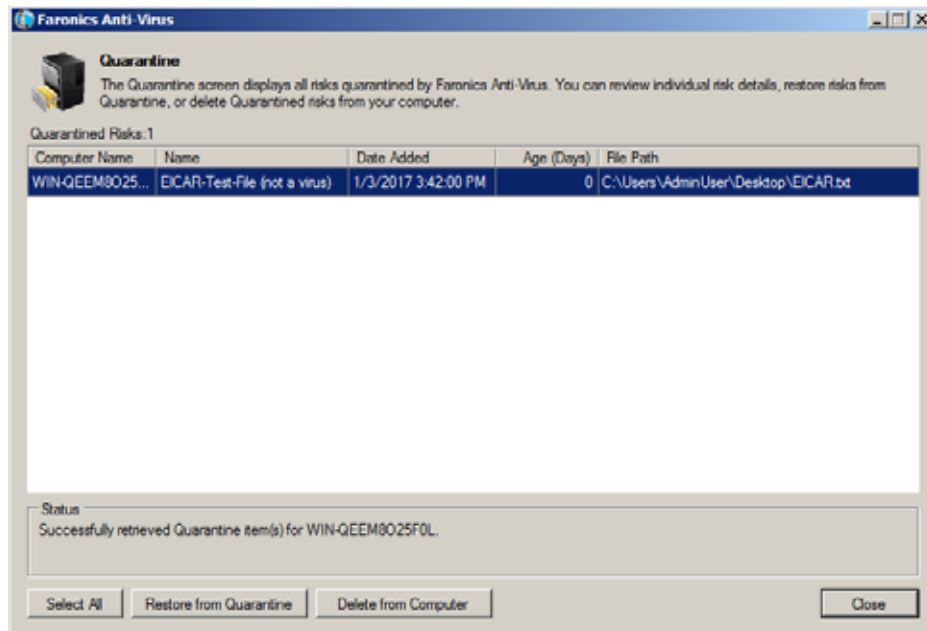 Faronics Anti-Virus
Quarantine
The Quarantine screen displays all risks quarantined by Faronics Anti-Virus. You can review individual risk details, restore risks from
Quarantine, or delete Quarantined risks from your computer.
Quarantined Risks:1
Computer Name Name Date Added Age (Days) File Path
WIN-QEEM8O25... EICAR-Test-File (not a virus) 1/3/2017 3:42:00 PM 0 C:\Users\AdminUser\Desktop\EICAR.txt
Status
Successfully retrieved Quarantine item(s) for WIN-QEEM8O25F0L.
Select All Restore from Quarantine Delete from Computer Close